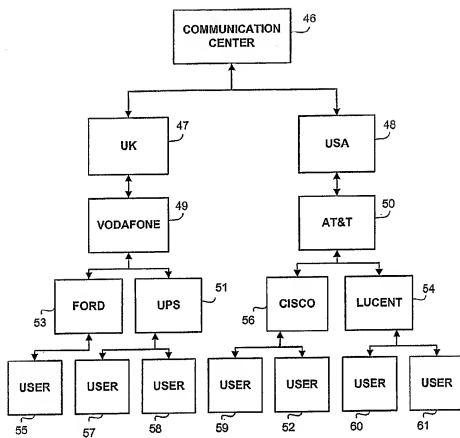 COMMUNICATION
CENTER
46
UK
47
USA
48
VODAFONE
49
AT&T
50
FORD
53
UPS
51
CISCO
56
LUCENT
54
USER
55
USER
57
USER
58
USER
59
USER
52
USER
60
USER
61